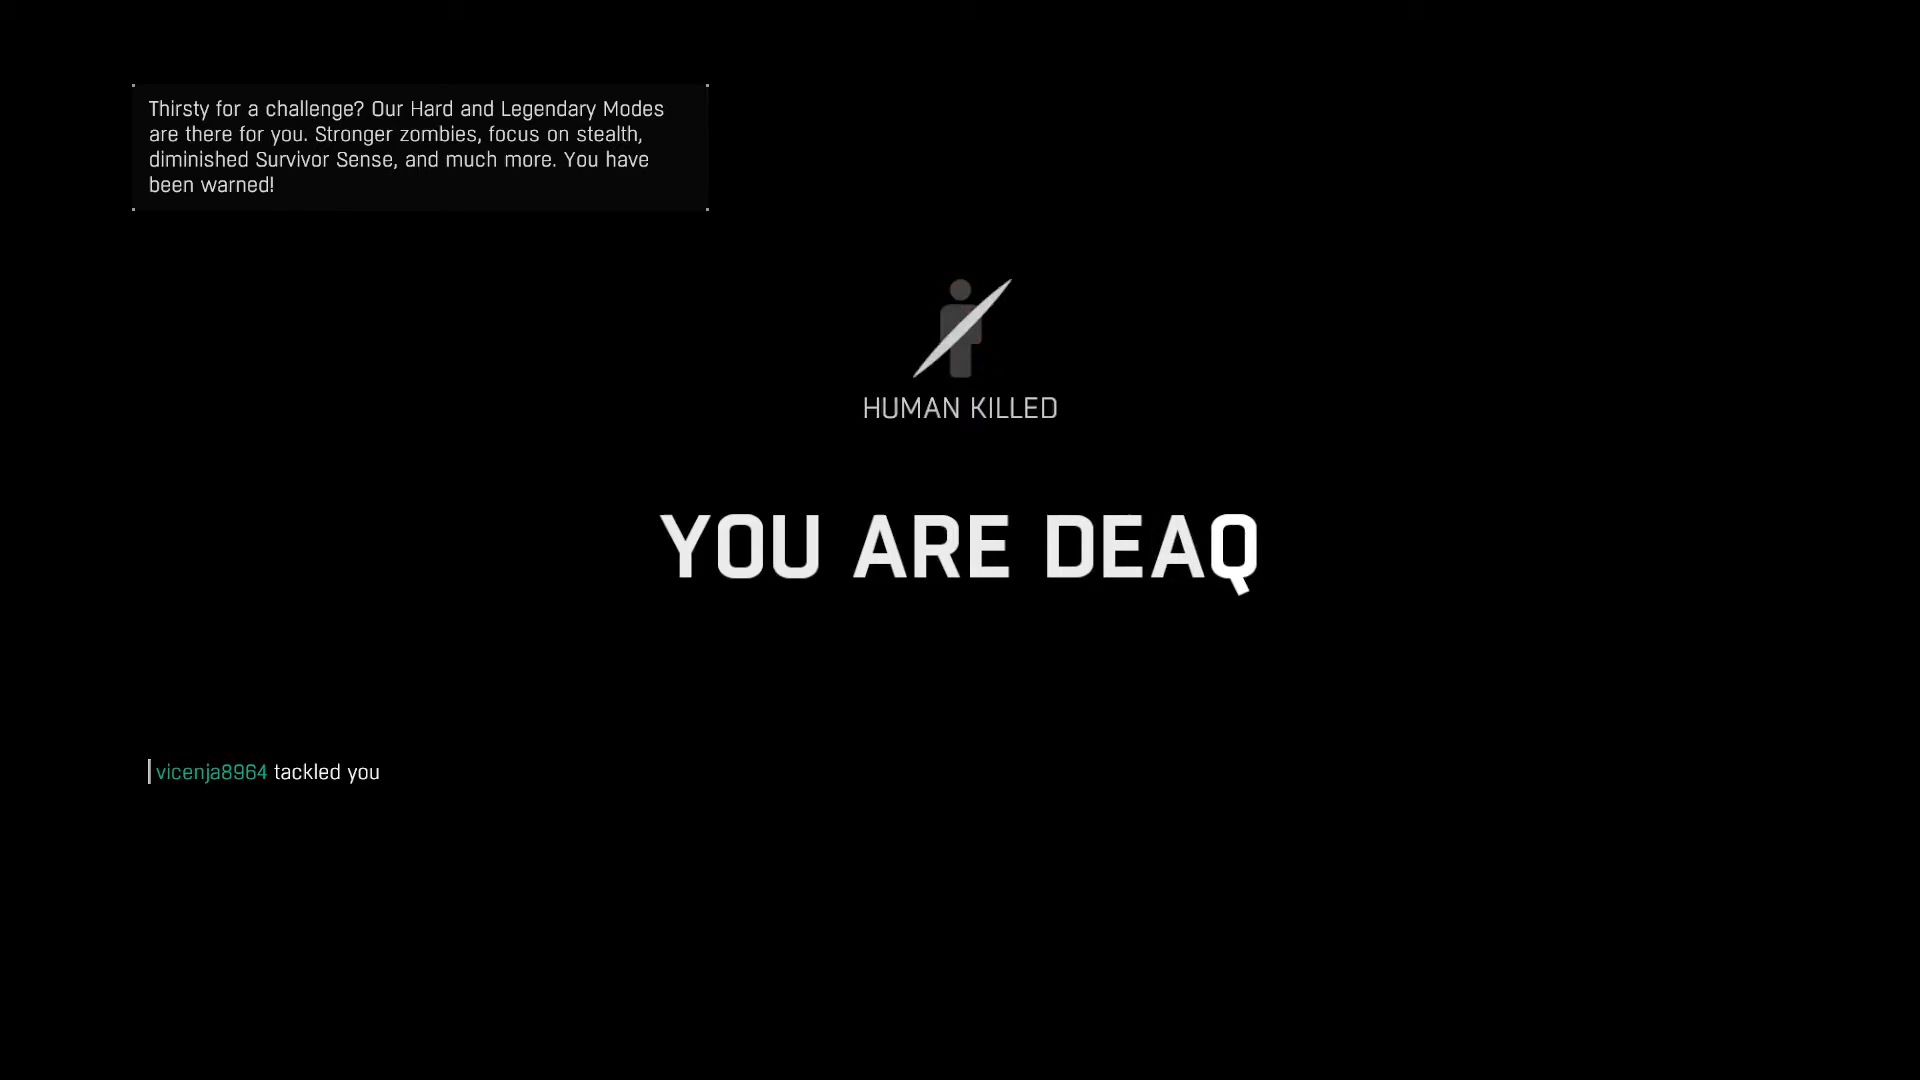 Thirsty for a challenge? Our Hard and Legendary Modes
are there for you. Stronger zombies, focus on stealth,
diminished Survivor Sense, and much more. You have
been warned!
HUMAN KILLED
YOU ARE DEAQ
vicenja8964 tackled you